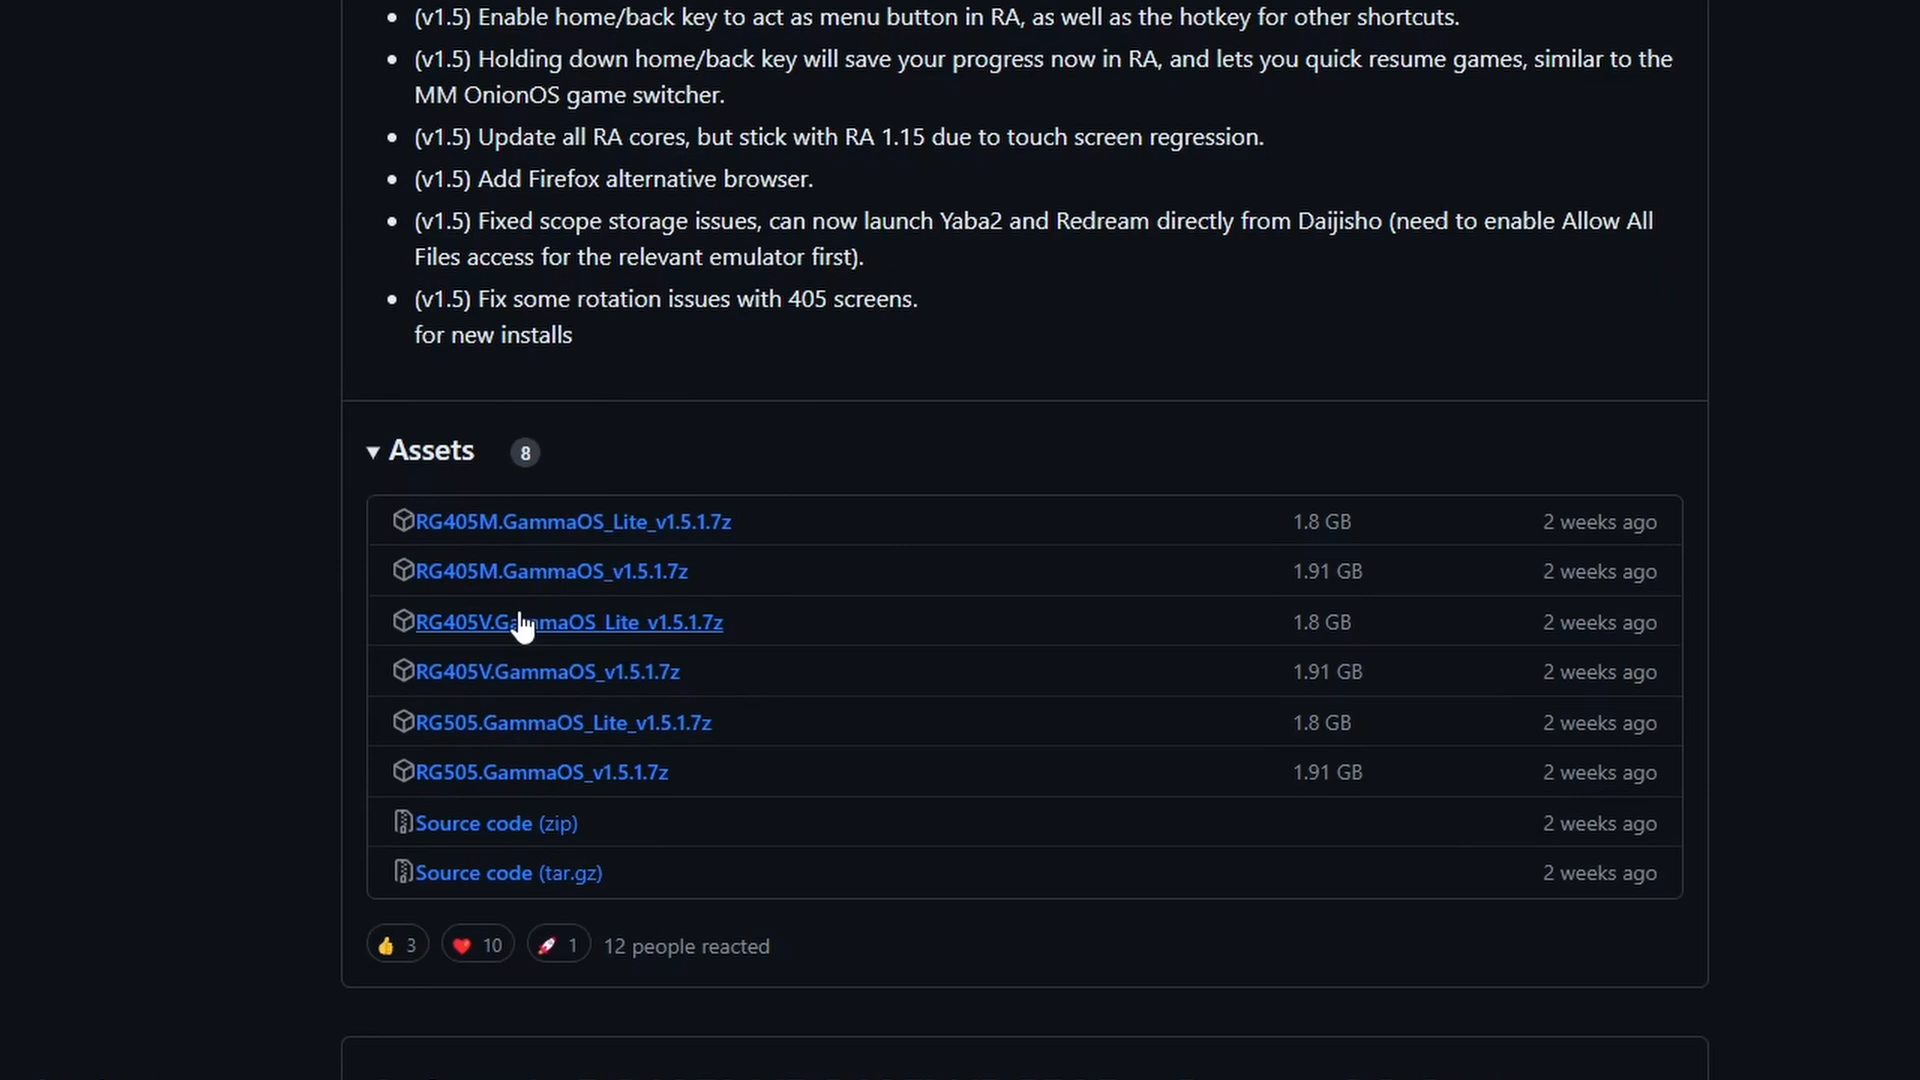 (v1.5) Enable home/back key to act as menu button in RA, as well as the hotkey for other shortcuts.
(v1.5) Holding down home/back key will save your progress now in RA, and lets you quick resume games, similar to the
MM OnionOS game switcher.
(v1.5) Update all RA cores, but stick with RA 1.15 due to touch screen regression.
(v1.5) Add Firefox alternative browser.
(v1.5) Fixed scope storage issues, can now launch Yaba2 and Redream directly from Daijisho (need to enable Allow All
Files access for the relevant emulator first).
(v1.5) Fix some rotation issues with 405 screens.
for new installs
Assets 8
RG405M.GammaOS_Lite_v1.5.1.7z 1.8 GB 2 weeks ago
RG405M.GammaOS_v1.5.1.7z 1.91 GB 2 weeks ago
RG405V.GammaOS_Lite_v1.5.1.7z 1.8 GB 2 weeks ago
RG405V.GammaOS_v1.5.1.7z 1.91 GB 2 weeks ago
RG505.GammaOS_Lite_v1.5.1.7z 1.8 GB 2 weeks ago
RG505.GammaOS_v1.5.1.7z 1.91 GB 2 weeks ago
Source code (zip) 2 weeks ago
Source code (tar.gz) 2 weeks ago
3 10 1 12 people reacted